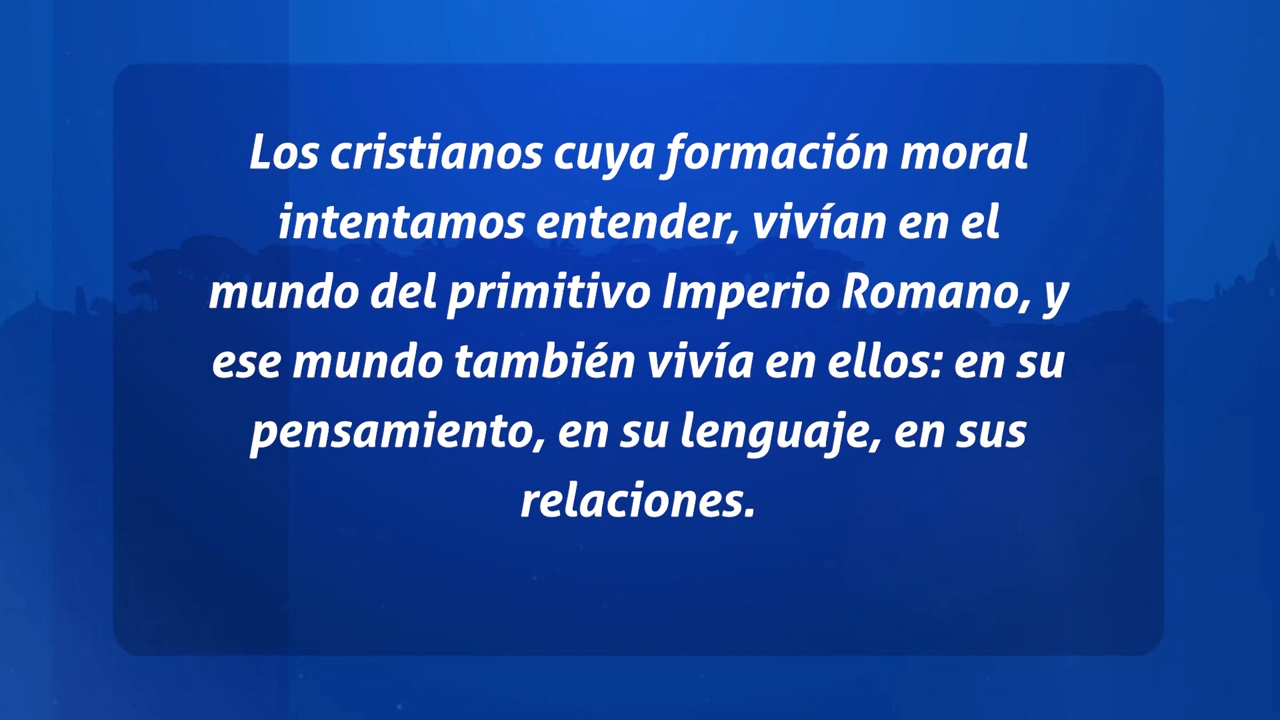 Los cristianos cuya formación moral
intentamos entender, vivían en el
mundo del primitivo Imperio Romano, y
ese mundo también vivía en ellos: en su
pensamiento, en su lenguaje, en sus
relaciones.